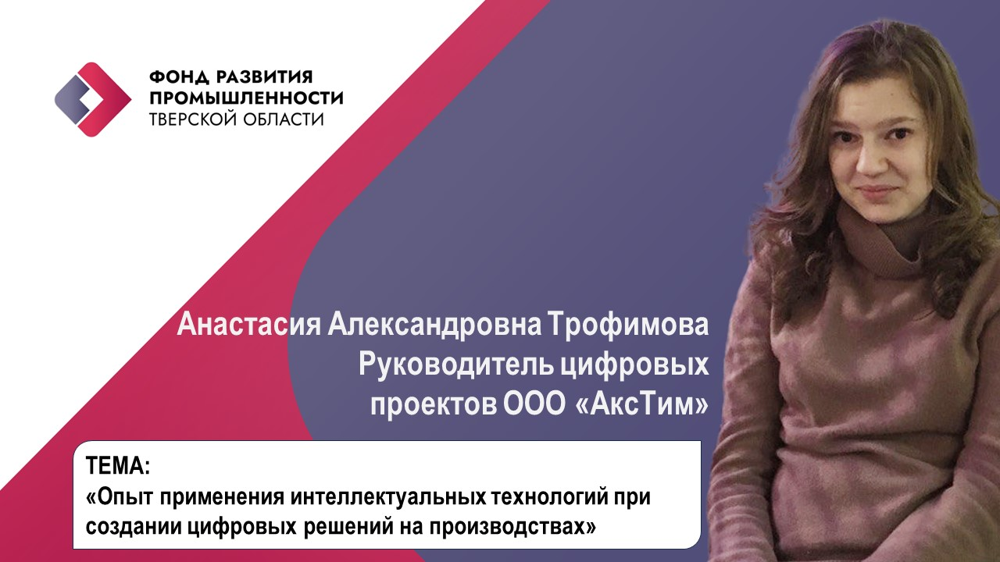 ФОНД РАЗВИТИЯ
ПРОМЫШЛЕННОСТИ
ТВЕРСКОЙ ОБЛАСТИ
Анастасия Александровна Трофимова
Руководитель цифровых
проектов ООО «АксТим»
ТЕМА:
«Опыт применения интеллектуальных технологий при
создании цифровых решений на производствах»